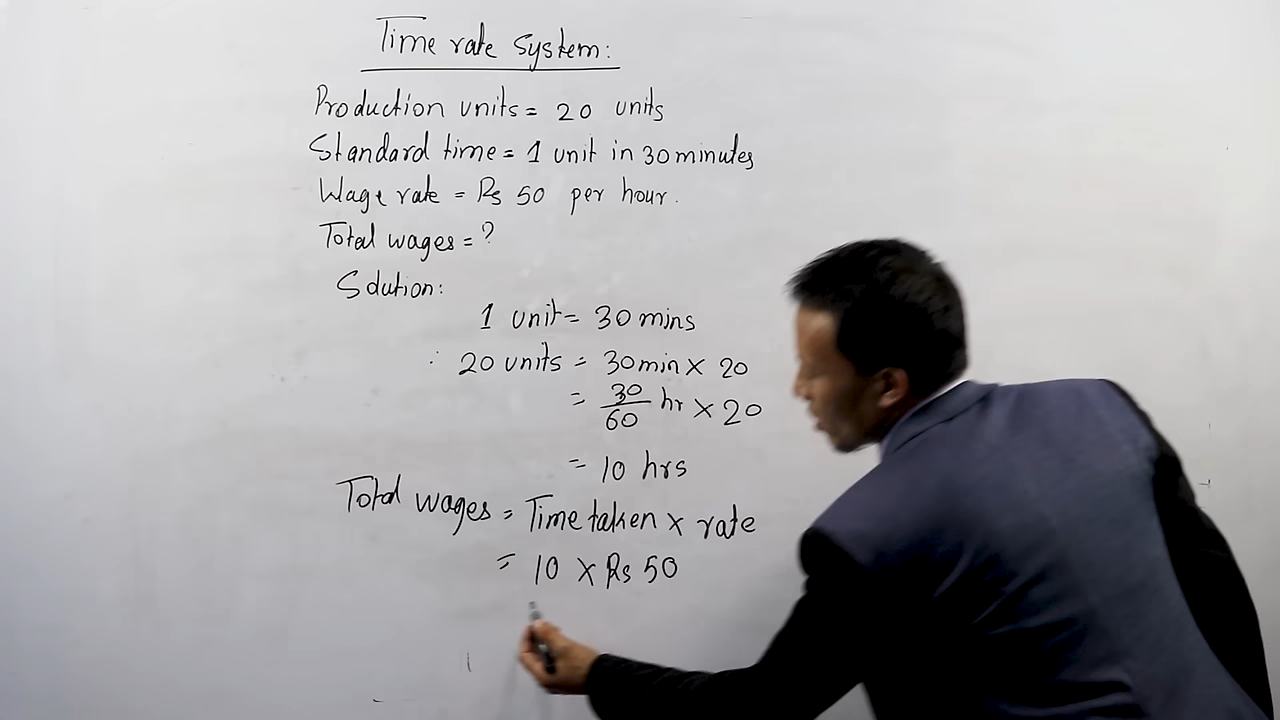 Time rate system:
Production units = 20 units
Standard time = 1 unit in 30 minutes
Wage rate = Rs 50 per hour.
Total wages = ?
Solution:
1 unit = 30 mins
∴ 20 units = 30 min × 20
= 30/60 hr × 20
= 10 hrs
Total wages = Time taken × rate
= 10 × Rs 50